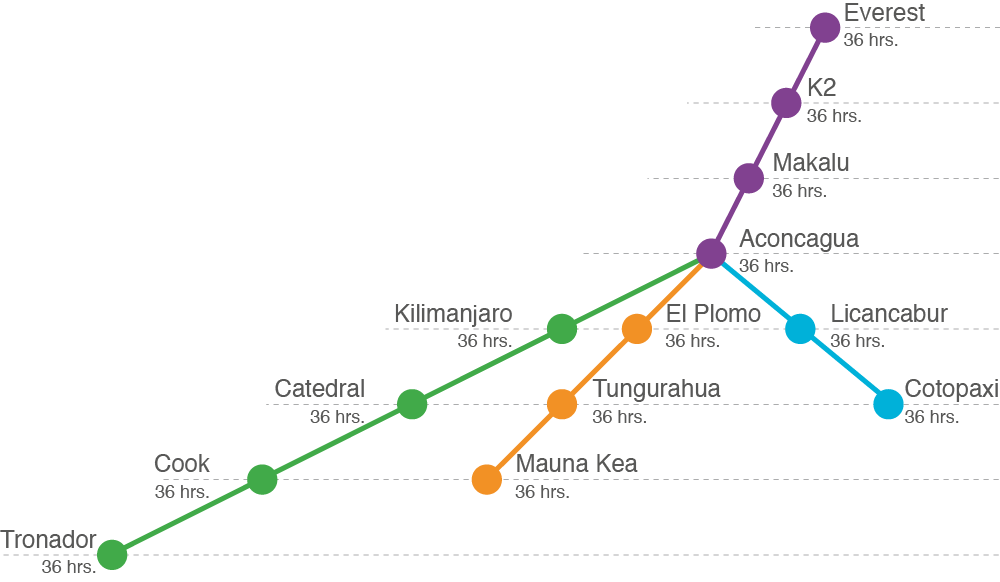 Everest
36 hrs.
K2
36 hrs.
Makalu
36 hrs.
Aconcagua
36 hrs.
Kilimanjaro
36 hrs.
El Plomo
36 hrs.
Licancabur
36 hrs.
Catedral
36 hrs.
Tungurahua
36 hrs.
Cotopaxi
36 hrs.
Cook
36 hrs.
Mauna Kea
36 hrs.
Tronador
36 hrs.